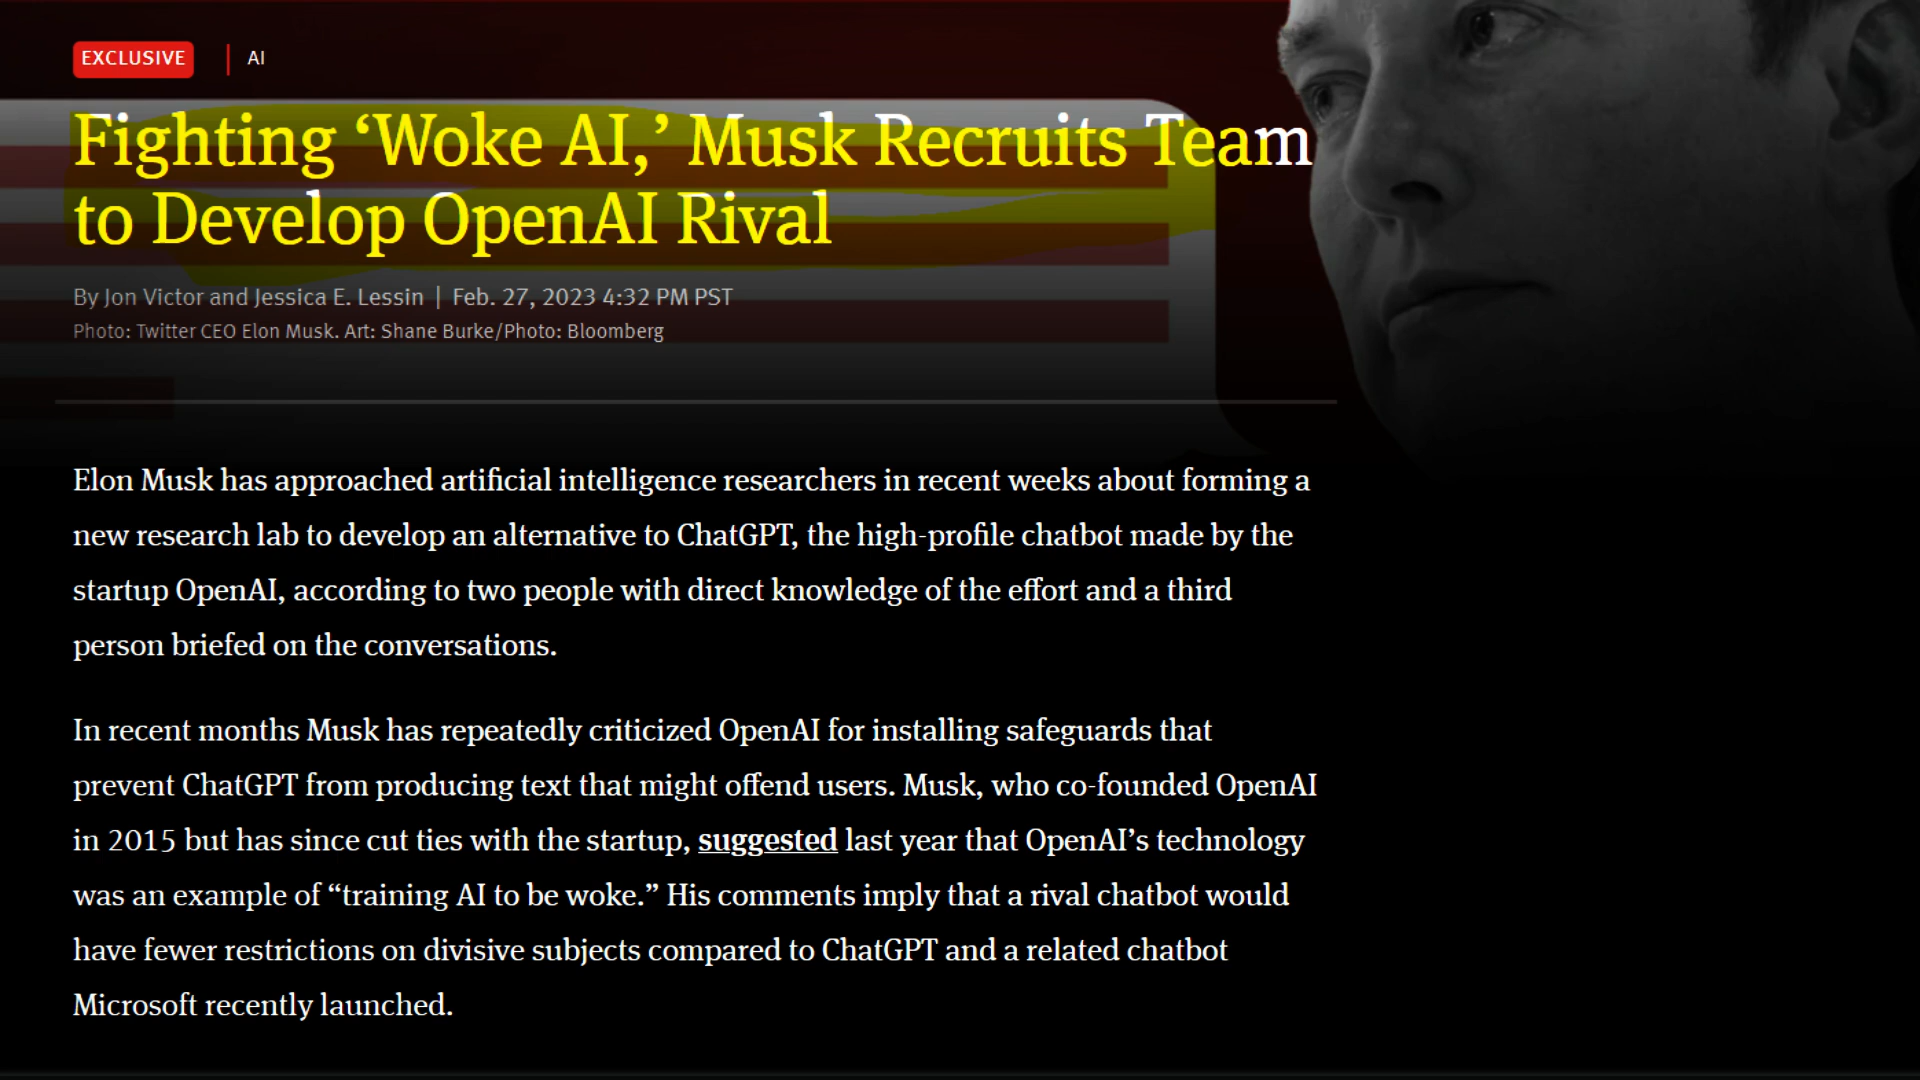 EXCLUSIVE | AI
Fighting ‘Woke AI,’ Musk Recruits Team
to Develop OpenAI Rival
By Jon Victor and Jessica E. Lessin | Feb. 27, 2023 4:32 PM PST
Photo: Twitter CEO Elon Musk. Art: Shane Burke/Photo: Bloomberg
Elon Musk has approached artificial intelligence researchers in recent weeks about forming a
new research lab to develop an alternative to ChatGPT, the high-profile chatbot made by the
startup OpenAI, according to two people with direct knowledge of the effort and a third
person briefed on the conversations.
In recent months Musk has repeatedly criticized OpenAI for installing safeguards that
prevent ChatGPT from producing text that might offend users. Musk, who co-founded OpenAI
in 2015 but has since cut ties with the startup, suggested last year that OpenAI’s technology
was an example of “training AI to be woke.” His comments imply that a rival chatbot would
have fewer restrictions on divisive subjects compared to ChatGPT and a related chatbot
Microsoft recently launched.